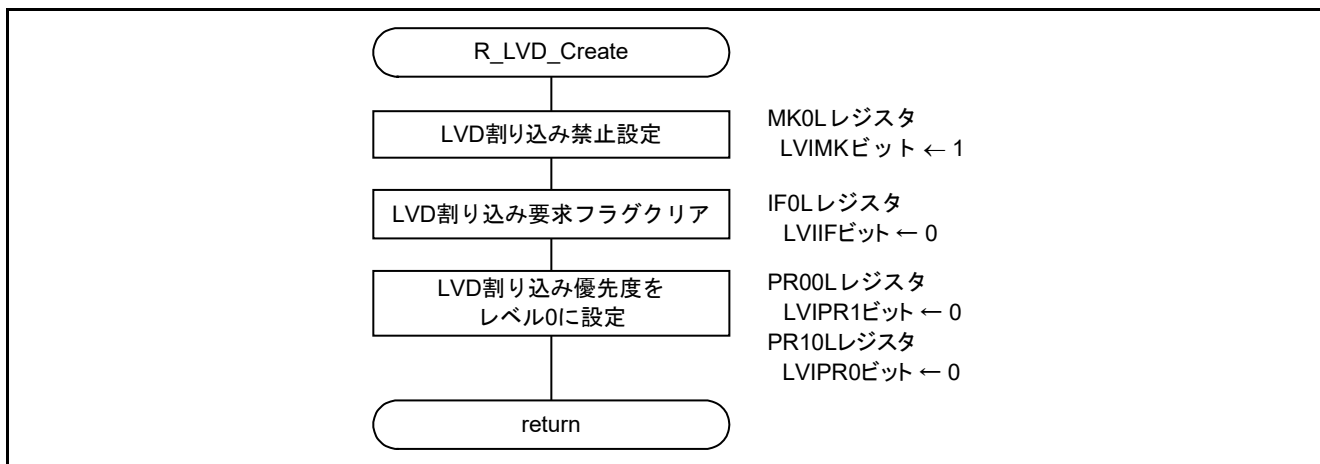 R_LVD_Create
LVD割り込み禁止設定
MK0Lレジスタ
LVIMKビット ← 1
LVD割り込み要求フラグクリア
IF0Lレジスタ
LVIIFビット ← 0
LVD割り込み優先度を
レベル0に設定
PR00Lレジスタ
LVIPR1ビット ← 0
PR10Lレジスタ
LVIPR0ビット ← 0
return